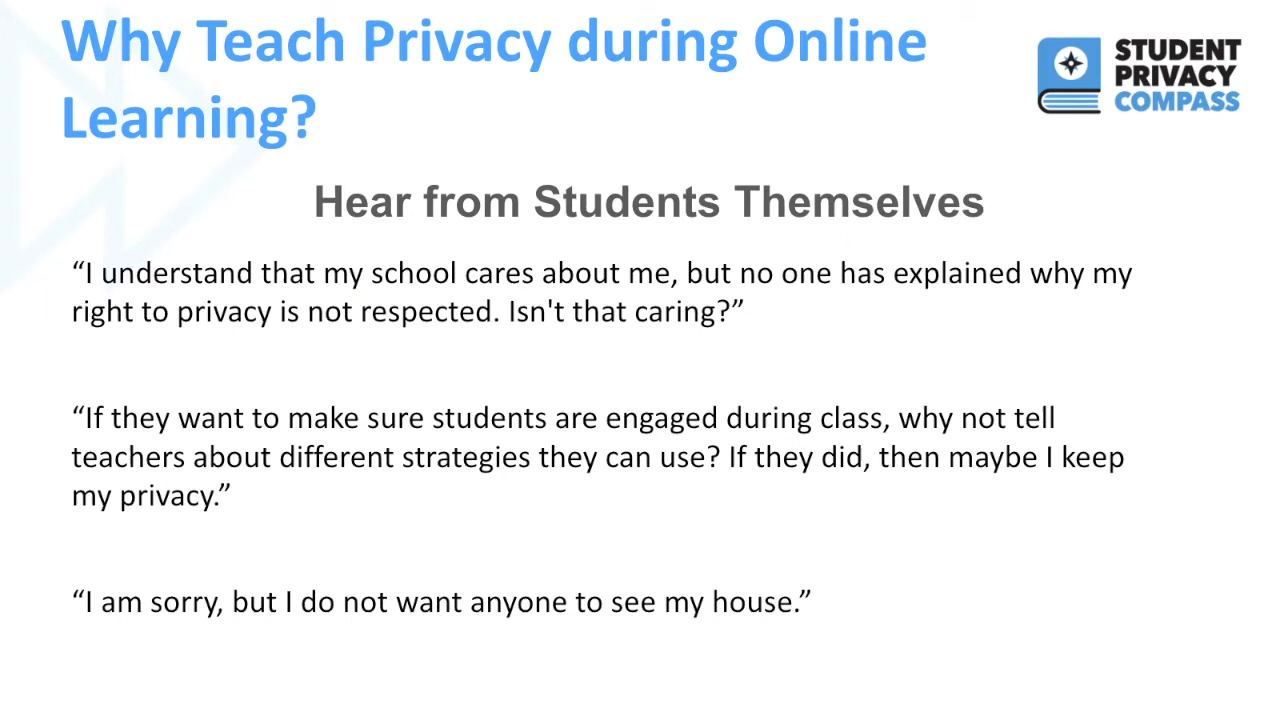 Why Teach Privacy during Online
Learning?
STUDENT
PRIVACY
COMPASS
Hear from Students Themselves
“I understand that my school cares about me, but no one has explained why my
right to privacy is not respected. Isn't that caring?”
“If they want to make sure students are engaged during class, why not tell
teachers about different strategies they can use? If they did, then maybe I keep
my privacy.”
“I am sorry, but I do not want anyone to see my house.”